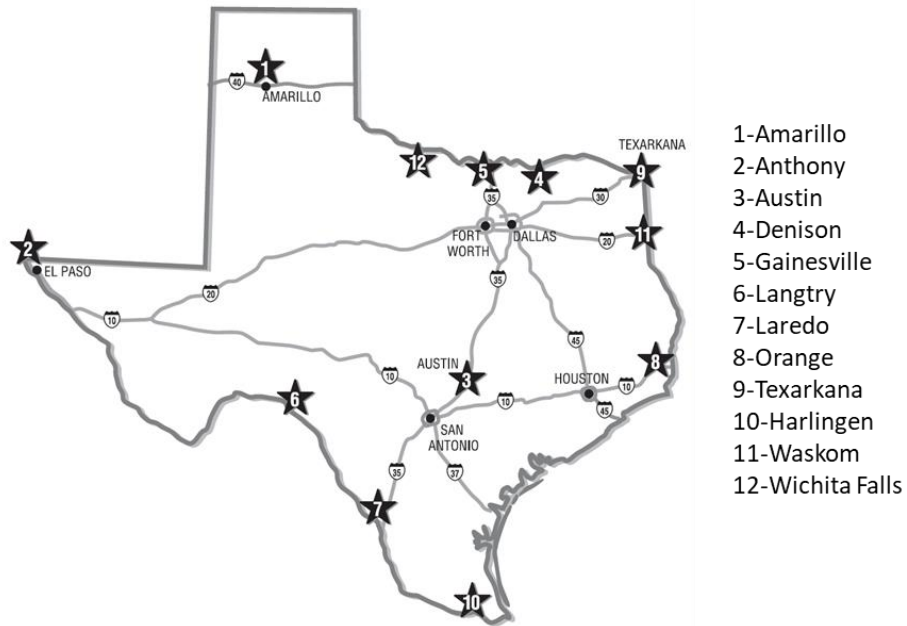 1
40
AMARILLO
TEXARKANA
12
5
4
9
35
30
2
FORT
WORTH
DALLAS
11
20
EL PASO
35
20
10
45
AUSTIN
10
3
HOUSTON
8
10
6
10
45
SAN
ANTONIO
35
37
7
10
1-Amarillo
2-Anthony
3-Austin
4-Denison
5-Gainesville
6-Langtry
7-Laredo
8-Orange
9-Texarkana
10-Harlingen
11-Waskom
12-Wichita Falls